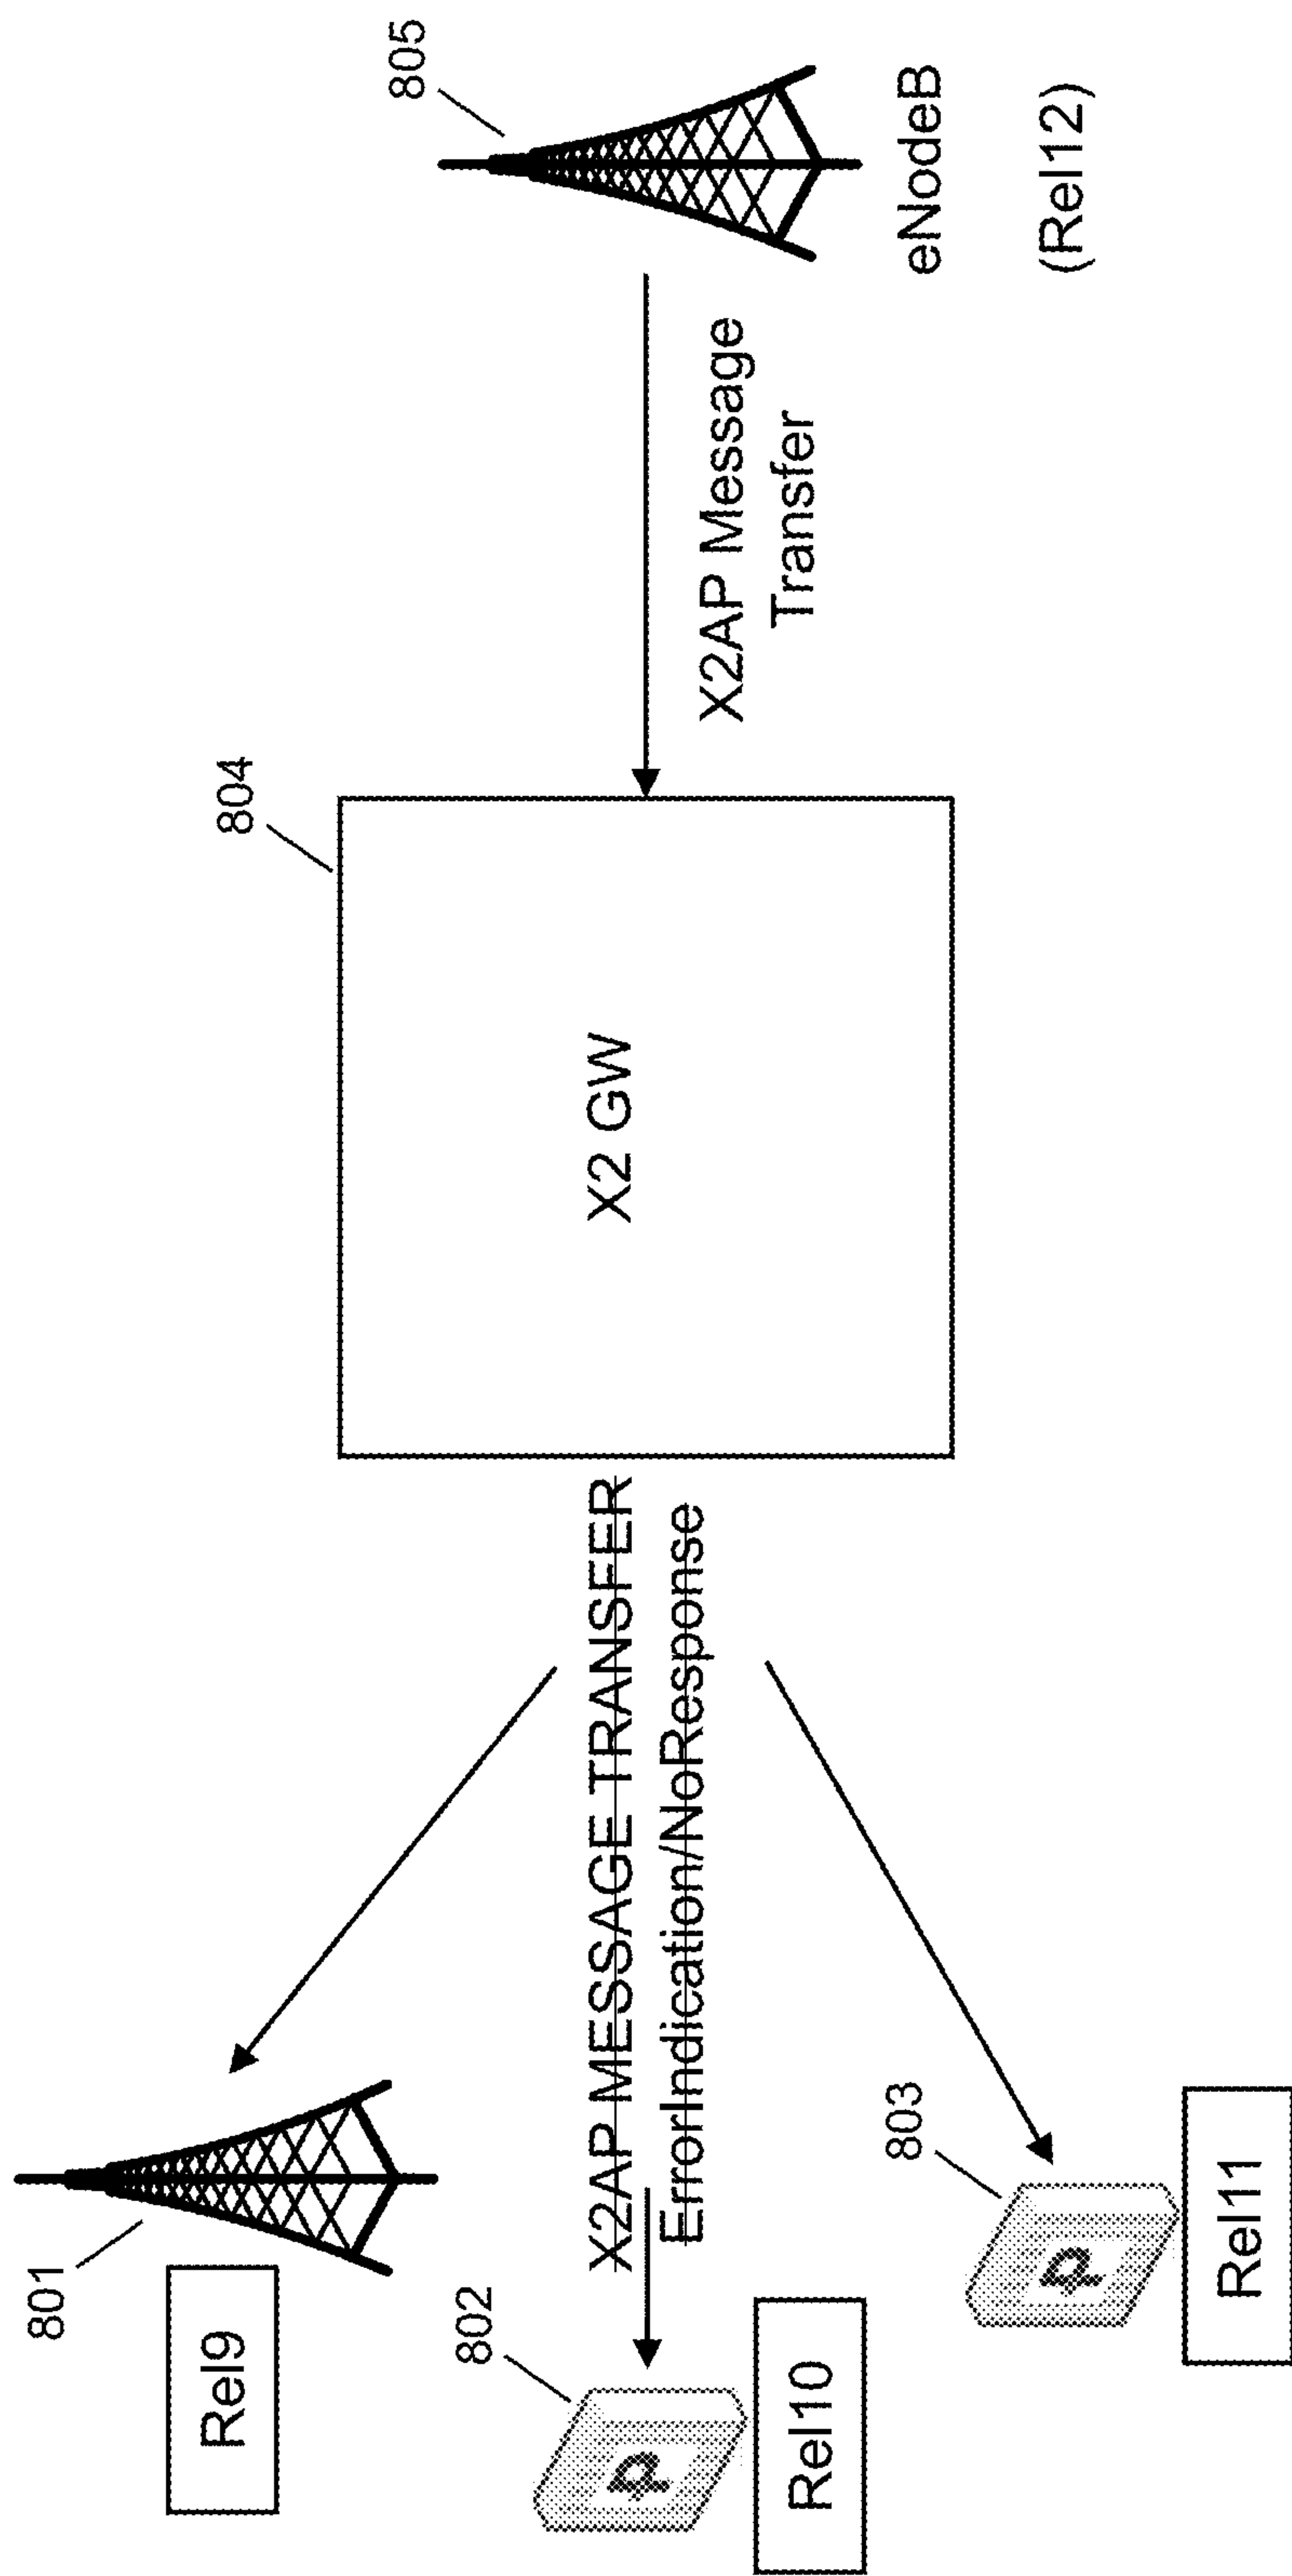 801
Rel9
802
Rel10
803
Rel11
X2AP MESSAGE TRANSFER
ErrorIndication/NoResponse
804
X2 GW
X2AP Message
Transfer
805
eNodeB
(Rel12)